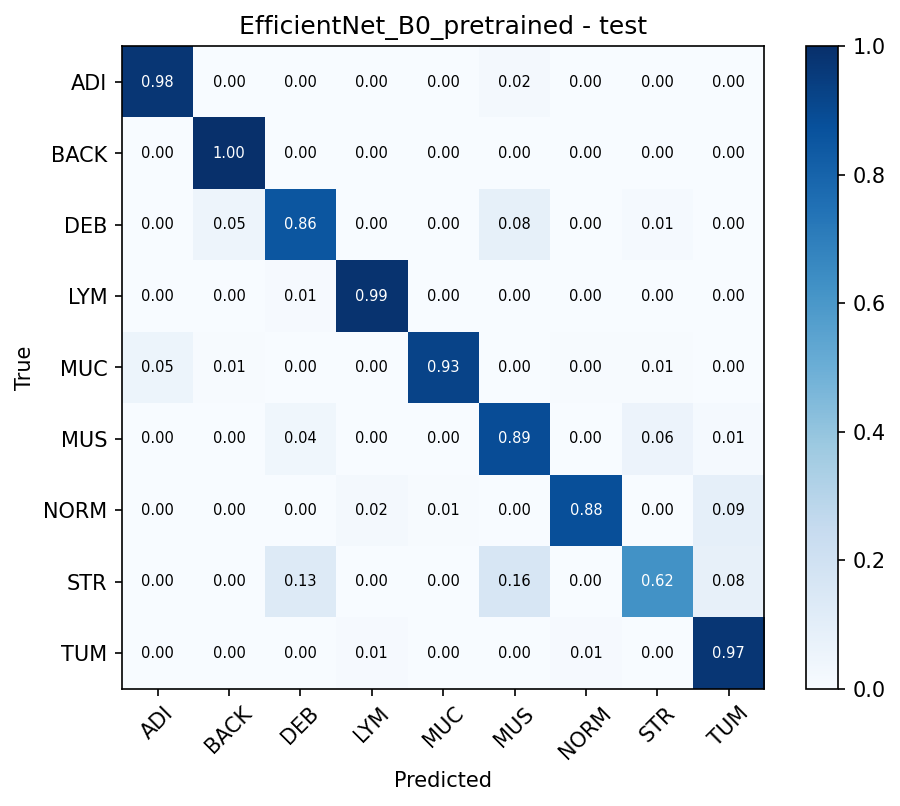 EfficientNet_B0_pretrained - test
ADI 0.98 0.00 0.00 0.00 0.00 0.02 0.00 0.00 0.00
BACK 0.00 1.00 0.00 0.00 0.00 0.00 0.00 0.00 0.00
DEB 0.00 0.05 0.86 0.00 0.00 0.08 0.00 0.01 0.00
LYM 0.00 0.00 0.01 0.99 0.00 0.00 0.00 0.00 0.00
MUC 0.05 0.01 0.00 0.00 0.93 0.00 0.00 0.01 0.00
MUS 0.00 0.00 0.04 0.00 0.00 0.89 0.00 0.06 0.01
NORM 0.00 0.00 0.00 0.02 0.01 0.00 0.88 0.00 0.09
STR 0.00 0.00 0.13 0.00 0.00 0.16 0.00 0.62 0.08
TUM 0.00 0.00 0.00 0.01 0.00 0.00 0.01 0.00 0.97
ADI BACK DEB LYM MUC MUS NORM STR TUM
Predicted
True
1.0
0.8
0.6
0.4
0.2
0.0